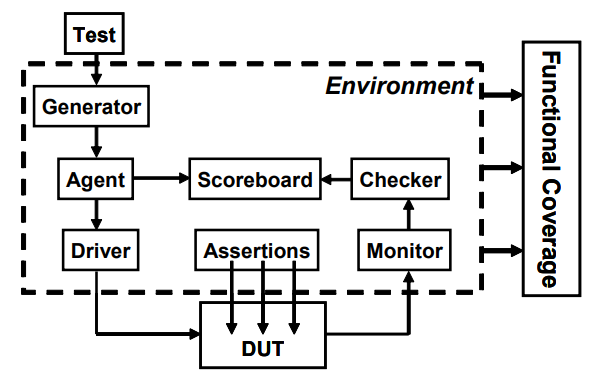 Test
Environment
Generator
Agent
Scoreboard
Checker
Driver
Assertions
Monitor
DUT
Functional Coverage